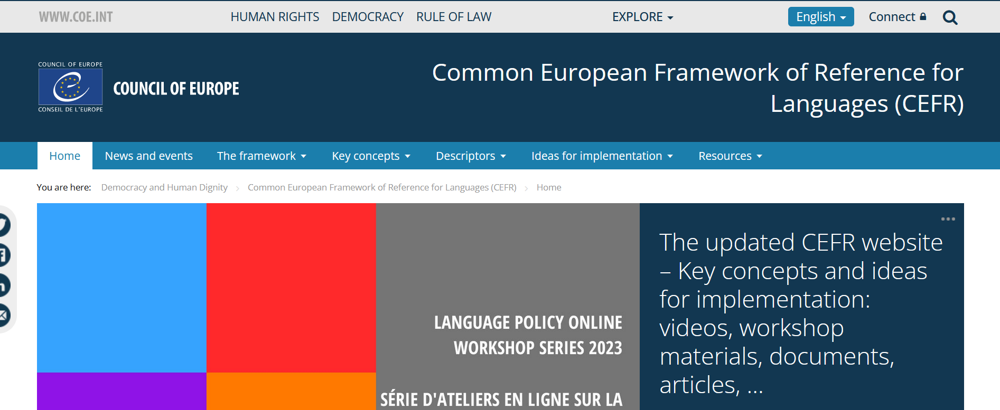 WWW.COE.INT HUMAN RIGHTS DEMOCRACY RULE OF LAW EXPLORE English Connect
COUNCIL OF EUROPE
CONSEIL DE L'EUROPE
COUNCIL OF EUROPE
Common European Framework of Reference for
Languages (CEFR)
Home News and events The framework Key concepts Descriptors Ideas for implementation Resources
You are here: Democracy and Human Dignity Common European Framework of Reference for Languages (CEFR) Home
LANGUAGE POLICY ONLINE
WORKSHOP SERIES 2023
SÉRIE D'ATELIERS EN LIGNE SUR LA
The updated CEFR website
– Key concepts and ideas
for implementation:
videos, workshop
materials, documents,
articles, ...